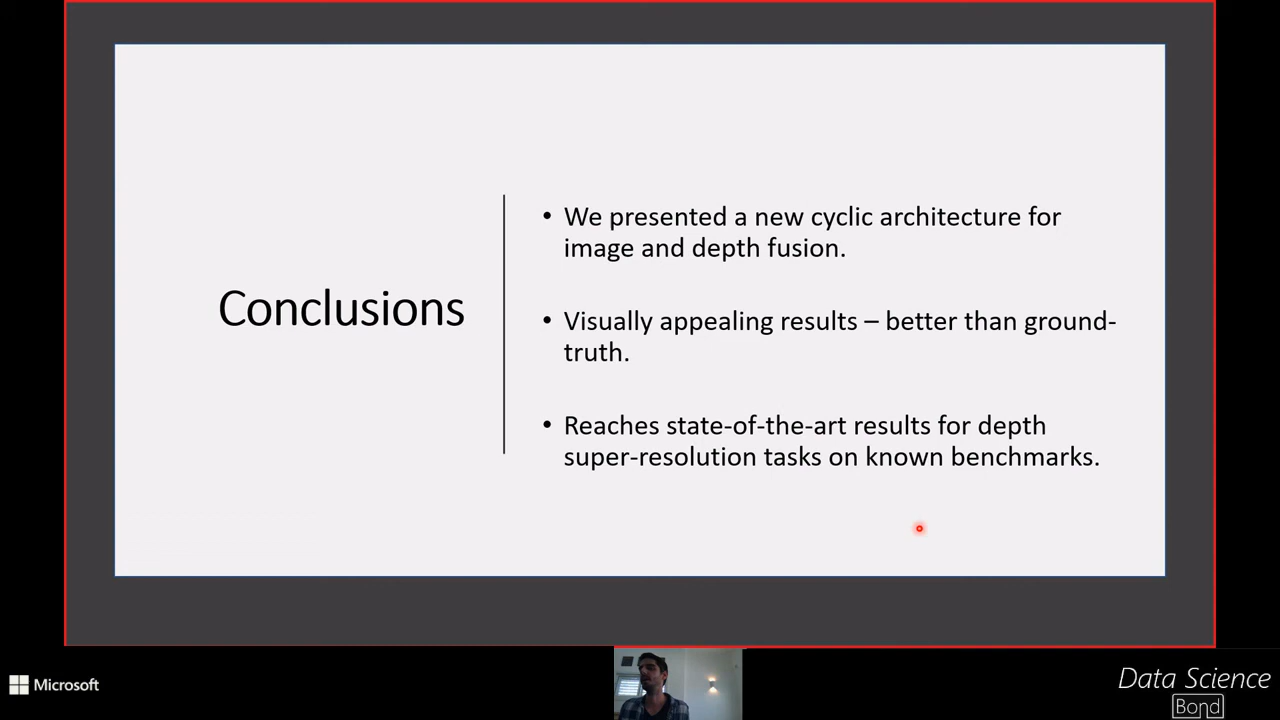 Conclusions
• We presented a new cyclic architecture for
image and depth fusion.
• Visually appealing results – better than ground-
truth.
• Reaches state-of-the-art results for depth
super-resolution tasks on known benchmarks.
Microsoft
Data Science
Bond